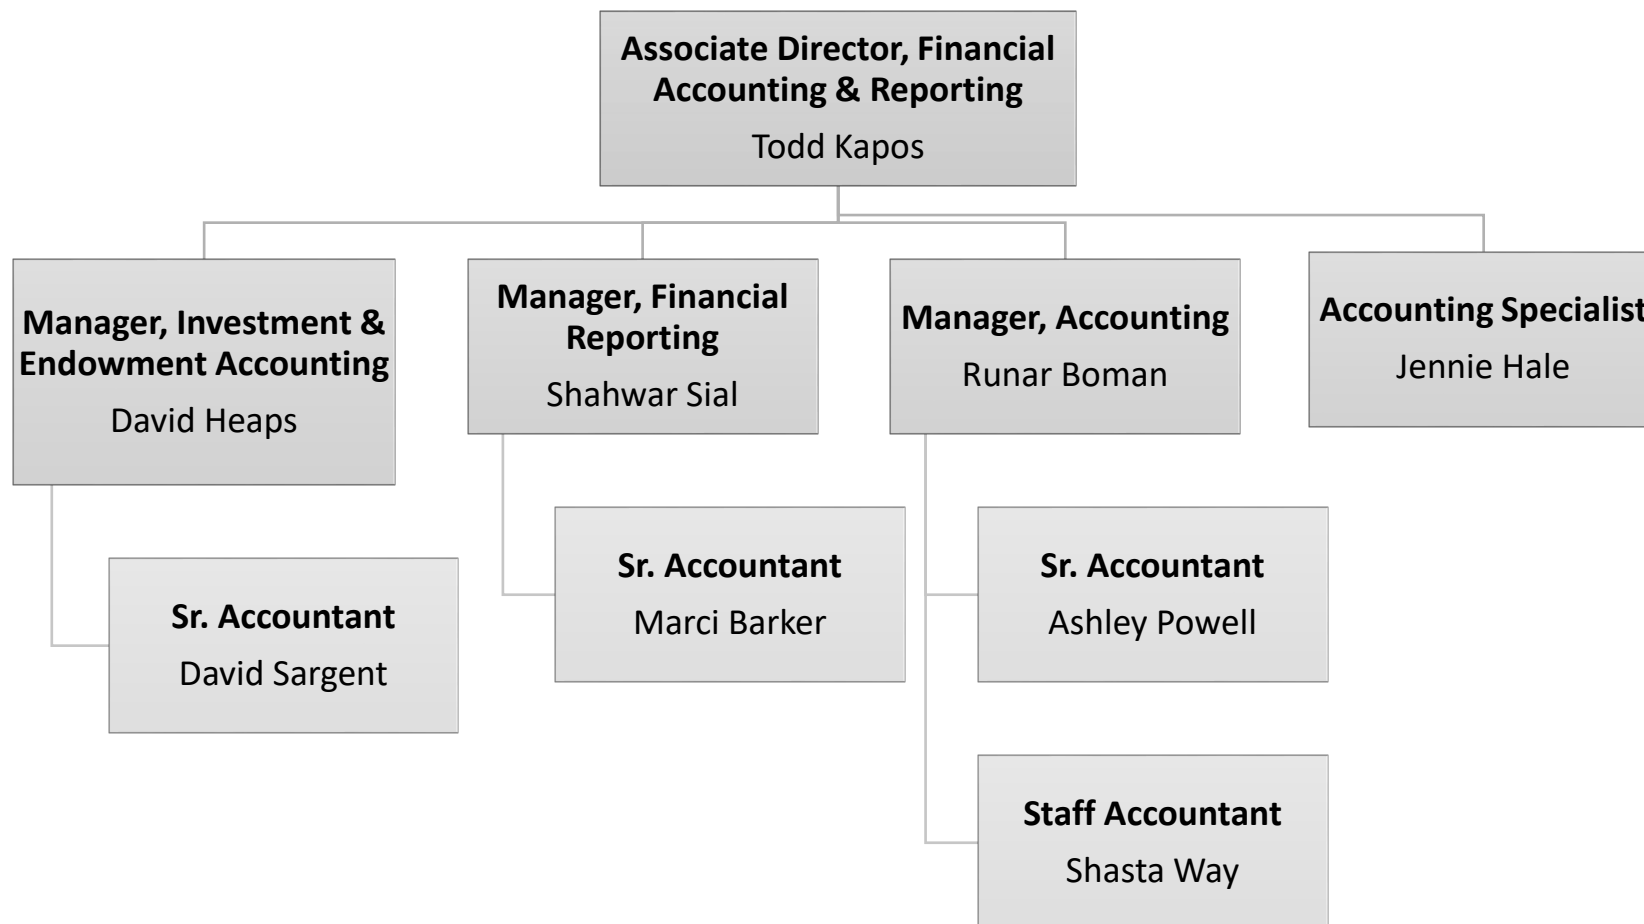 Associate Director, Financial
Accounting & Reporting
Todd Kapos
Manager, Investment &
Endowment Accounting
David Heaps
Manager, Financial
Reporting
Shahwar Sial
Manager, Accounting
Runar Boman
Accounting Specialist
Jennie Hale
Sr. Accountant
David Sargent
Sr. Accountant
Marci Barker
Sr. Accountant
Ashley Powell
Staff Accountant
Shasta Way